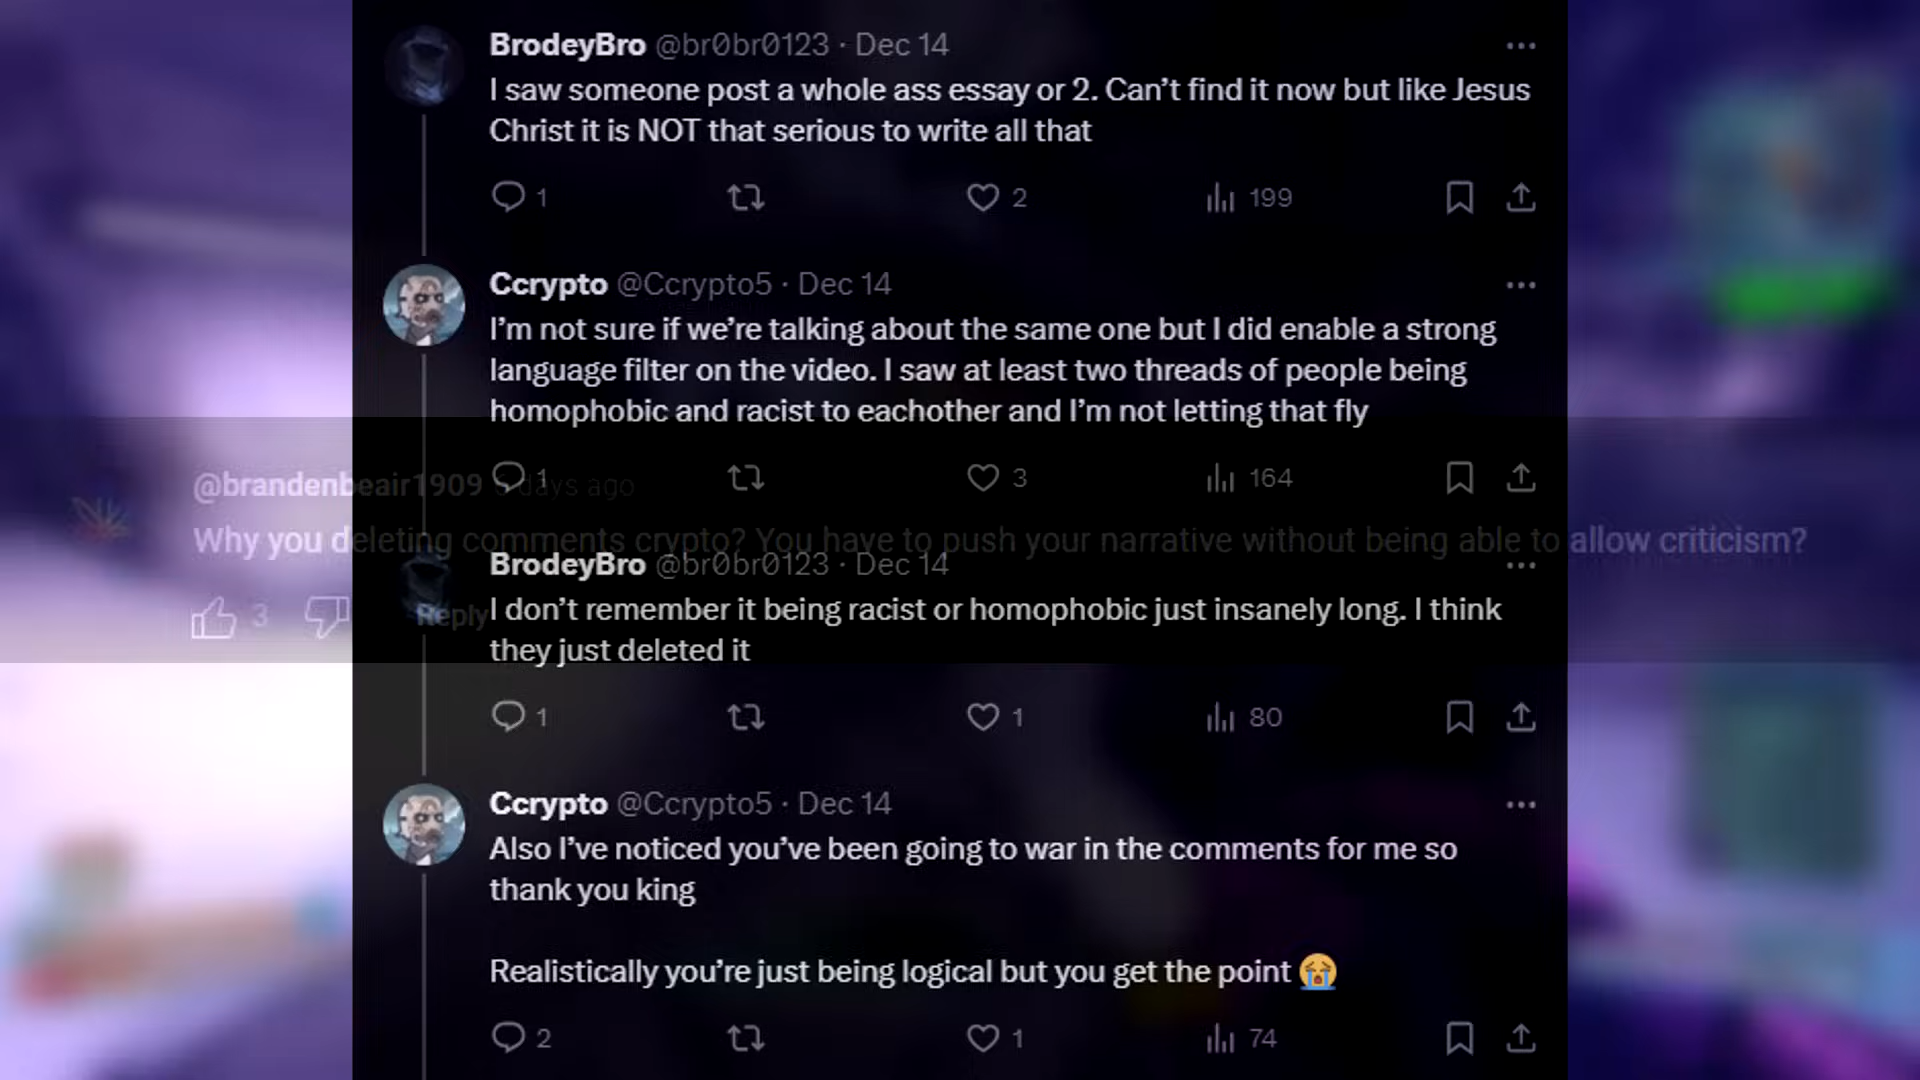 BrodeyBro @br0br0123 · Dec 14
I saw someone post a whole ass essay or 2. Can't find it now but like Jesus
Christ it is NOT that serious to write all that
1 2 199
Ccrypto @Ccrypto5 · Dec 14
I'm not sure if we're talking about the same one but I did enable a strong
language filter on the video. I saw at least two threads of people being
homophobic and racist to eachother and I'm not letting that fly
1 3 164
@brandenbeair1909 6 days ago
Why you deleting comments crypto? You have to push your narrative without being able to allow criticism?
3 Reply
BrodeyBro @br0br0123 · Dec 14
I don't remember it being racist or homophobic just insanely long. I think
they just deleted it
1 1 80
Ccrypto @Ccrypto5 · Dec 14
Also I've noticed you've been going to war in the comments for me so
thank you king
Realistically you're just being logical but you get the point 😭
2 1 74